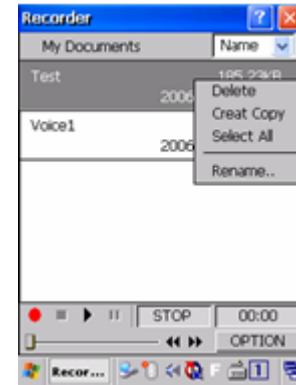 Recorder
My Documents Name
Test 185.23KB
2006
Delete
Creat Copy
Select All
Rename..
Voice1
2006
STOP 00:00
OPTION
Recor...